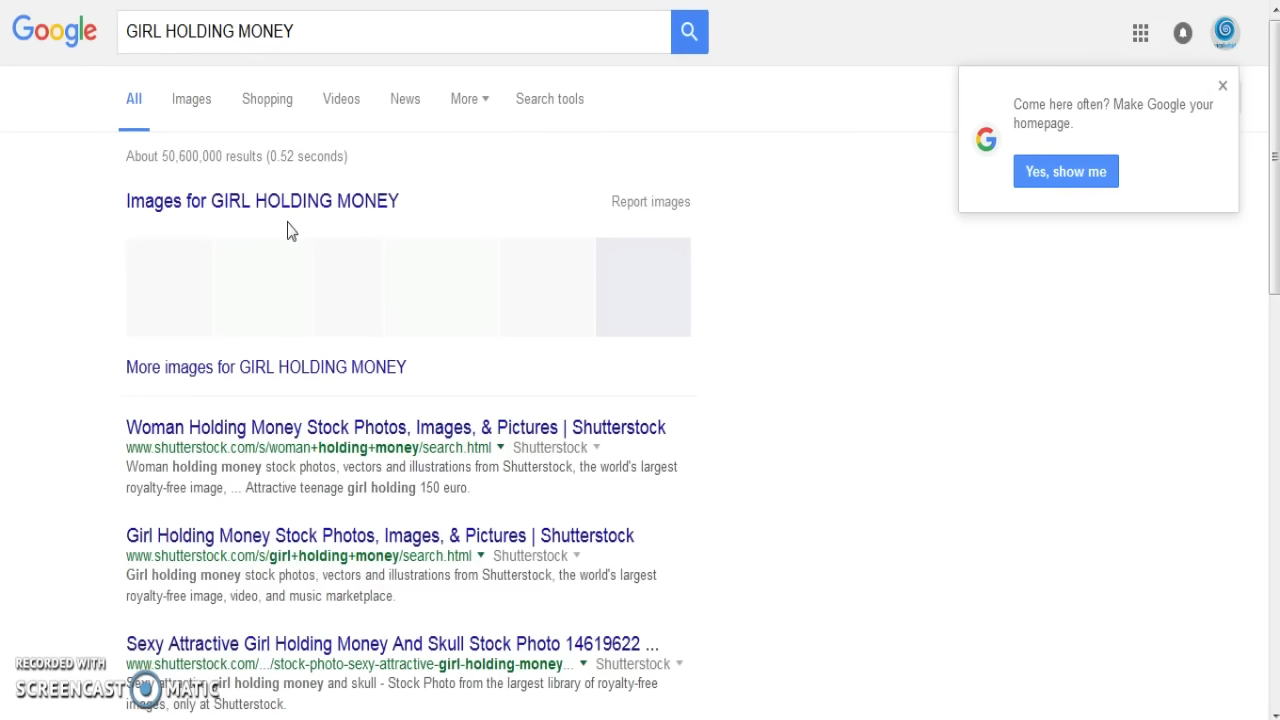 Google
GIRL HOLDING MONEY
All Images Shopping Videos News More Search tools
Come here often? Make Google your
homepage.
Yes, show me
About 50,600,000 results (0.52 seconds)
Images for GIRL HOLDING MONEY
Report images
More images for GIRL HOLDING MONEY
Woman Holding Money Stock Photos, Images, & Pictures | Shutterstock
www.shutterstock.com/s/woman+holding+money/search.html Shutterstock
Woman holding money stock photos, vectors and illustrations from Shutterstock, the world's largest
royalty-free image, ... Attractive teenage girl holding 150 euro.
Girl Holding Money Stock Photos, Images, & Pictures | Shutterstock
www.shutterstock.com/s/girl+holding+money/search.html Shutterstock
Girl holding money stock photos, vectors and illustrations from Shutterstock, the world's largest
royalty-free image, video, and music marketplace.
Sexy Attractive Girl Holding Money And Skull Stock Photo 14619622 ...
www.shutterstock.com/.../stock-photo-sexy-attractive-girl-holding-money... Shutterstock
girl holding money and skull - Stock Photo from the largest library of royalty-free
images, only at Shutterstock.
RECORDED WITH
SCREENCAST MATIC